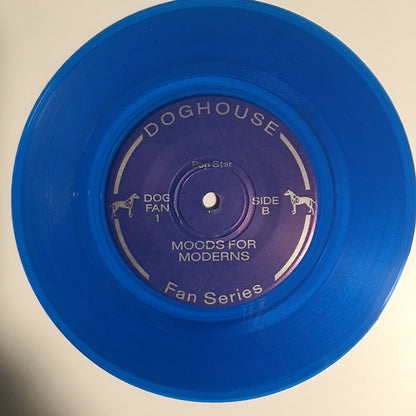 DOGHOUSE
Pop Star
DOG FAN 1
SIDE B
MOODS FOR
MODERNS
Fan Series